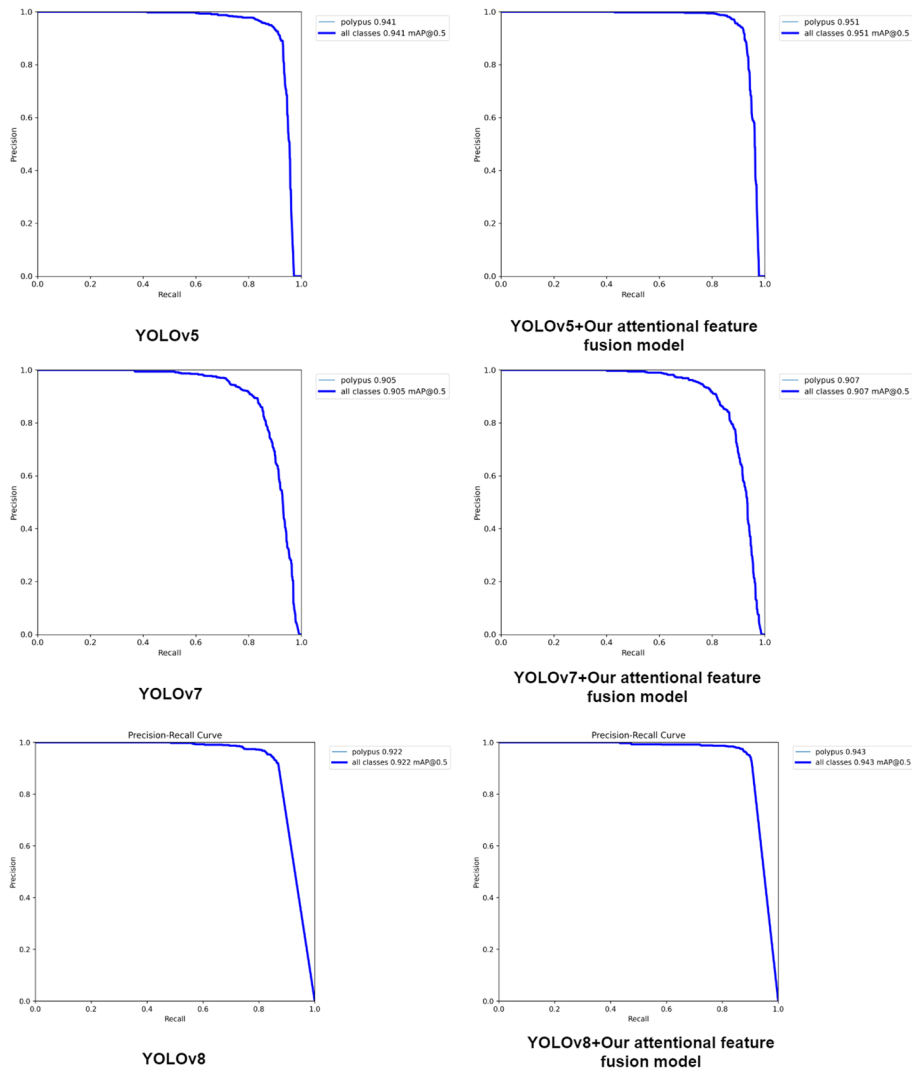 polypus 0.941
all classes 0.941 mAP@0.5
1.0
0.8
0.6
0.4
0.2
0.0
Precision
0.0 0.2 0.4 0.6 0.8 1.0
Recall
YOLOv5
polypus 0.951
all classes 0.951 mAP@0.5
1.0
0.8
0.6
0.4
0.2
0.0
Precision
0.0 0.2 0.4 0.6 0.8 1.0
Recall
YOLOv5+Our attentional feature
fusion model
polypus 0.905
all classes 0.905 mAP@0.5
1.0
0.8
0.6
0.4
0.2
0.0
Precision
0.0 0.2 0.4 0.6 0.8 1.0
Recall
YOLOv7
polypus 0.907
all classes 0.907 mAP@0.5
1.0
0.8
0.6
0.4
0.2
0.0
Precision
0.0 0.2 0.4 0.6 0.8 1.0
Recall
YOLOv7+Our attentional feature
fusion model
Precision-Recall Curve
polypus 0.922
all classes 0.922 mAP@0.5
1.0
0.8
0.6
0.4
0.2
0.0
Precision
0.0 0.2 0.4 0.6 0.8 1.0
Recall
YOLOv8
Precision-Recall Curve
polypus 0.943
all classes 0.943 mAP@0.5
1.0
0.8
0.6
0.4
0.2
0.0
Precision
0.0 0.2 0.4 0.6 0.8 1.0
Recall
YOLOv8+Our attentional feature
fusion model